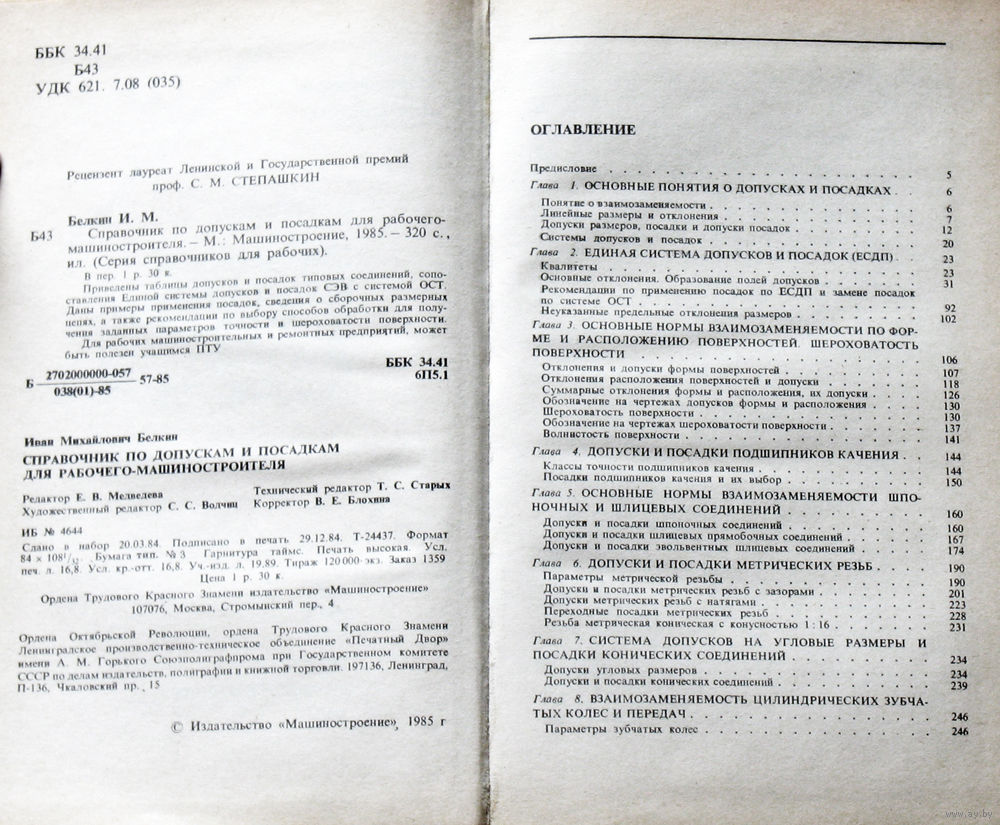 ББК 34.41
Б43
УДК 621. 7.08 (035)
Рецензент лауреат Ленинской и Государственной премий
проф. С. М. СТЕПАШКИН
Белкин И. М.
Б43 Справочник по допускам и посадкам для рабочего-
машиностроителя. – М.: Машиностроение, 1985. – 320 с.,
ил. (Серия справочников для рабочих).
В пер. 1 р. 30 к.
Приведены таблицы допусков и посадок типовых соединений, сопо-
ставления Единой системы допусков и посадок СЭВ с системой ОСТ.
Даны примеры применения посадок, сведения о сборочных размерных
цепях, а также рекомендации по выбору способов обработки для полу-
чения заданных параметров точности и шероховатости поверхности.
Для рабочих машиностроительных и ремонтных предприятий, может
быть полезен учащимся ПТУ
Б 2702000000-057 57-85
038(01)-85
ББК 34.41
6П5.1
Иван Михайлович Белкин
СПРАВОЧНИК ПО ДОПУСКАМ И ПОСАДКАМ
ДЛЯ РАБОЧЕГО-МАШИНОСТРОИТЕЛЯ
Редактор Е. В. Медведева Технический редактор Т. С. Старых
Художественный редактор С. С. Волчиц Корректор В. Е. Блохина
ИБ № 4644
Сдано в набор 20.03.84. Подписано в печать 29.12.84. Т-24437. Формат
84 × 108¹/₃₂. Бумага тип. № 3 Гарнитура таймс. Печать высокая. Усл.
печ. л. 16,8. Усл. кр.-отт. 16,8. Уч.-изд. л. 19,89. Тираж 120 000 экз. Заказ 1359
Цена 1 р. 30 к.
Ордена Трудового Красного Знамени издательство «Машиностроение»
107076, Москва, Стромынский пер., 4
Ордена Октябрьской Революции, ордена Трудового Красного Знамени
Ленинградское производственно-техническое объединение «Печатный Двор»
имени А. М. Горького Союзполиграфпрома при Государственном комитете
СССР по делам издательств, полиграфии и книжной торговли. 197136, Ленинград,
П-136, Чкаловский пр., 15
© Издательство «Машиностроение», 1985 г
ОГЛАВЛЕНИЕ
Предисловие . . . 5
Глава 1. ОСНОВНЫЕ ПОНЯТИЯ О ДОПУСКАХ И ПОСАДКАХ . 6
Понятие о взаимозаменяемости . . . 6
Линейные размеры и отклонения . . . 7
Допуски размеров, посадки и допуски посадок . . . 12
Системы допусков и посадок . . . 20
Глава 2. ЕДИНАЯ СИСТЕМА ДОПУСКОВ И ПОСАДОК (ЕСДП) . 23
Квалитеты . . . 23
Основные отклонения. Образование полей допусков . . . 31
Рекомендации по применению посадок по ЕСДП и замене посадок
по системе ОСТ . . . 92
Неуказанные предельные отклонения размеров . . . 102
Глава 3. ОСНОВНЫЕ НОРМЫ ВЗАИМОЗАМЕНЯЕМОСТИ ПО ФОР-
МЕ И РАСПОЛОЖЕНИЮ ПОВЕРХНОСТЕЙ. ШЕРОХОВАТОСТЬ
ПОВЕРХНОСТИ . . . 106
Отклонения и допуски формы поверхностей . . . 107
Отклонения расположения поверхностей и допуски . . . 118
Суммарные отклонения формы и расположения, их допуски . . . 126
Обозначение на чертежах допусков формы и расположения . . . 130
Шероховатость поверхности . . . 130
Обозначение на чертежах шероховатости поверхности . . . 137
Волнистость поверхности . . . 141
Глава 4. ДОПУСКИ И ПОСАДКИ ПОДШИПНИКОВ КАЧЕНИЯ . . 144
Классы точности подшипников качения . . . 144
Посадки подшипников качения и их выбор . . . 150
Глава 5. ОСНОВНЫЕ НОРМЫ ВЗАИМОЗАМЕНЯЕМОСТИ ШПО-
НОЧНЫХ И ШЛИЦЕВЫХ СОЕДИНЕНИЙ . . . 160
Допуски и посадки шпоночных соединений . . . 160
Допуски и посадки шлицевых прямобочных соединений . . . 167
Допуски и посадки эвольвентных шлицевых соединений . . . 174
Глава 6. ДОПУСКИ И ПОСАДКИ МЕТРИЧЕСКИХ РЕЗЬБ . . . 190
Параметры метрической резьбы . . . 190
Допуски и посадки метрических резьб с зазорами . . . 201
Допуски метрических резьб с натягами . . . 223
Переходные посадки метрических резьб . . . 228
Резьба метрическая коническая с конусностью 1 : 16 . . . 231
Глава 7. СИСТЕМА ДОПУСКОВ НА УГЛОВЫЕ РАЗМЕРЫ И
ПОСАДКИ КОНИЧЕСКИХ СОЕДИНЕНИЙ . . . 234
Допуски угловых размеров . . . 234
Допуски и посадки конических соединений . . . 239
Глава 8. ВЗАИМОЗАМЕНЯЕМОСТЬ ЦИЛИНДРИЧЕСКИХ ЗУБЧА-
ТЫХ КОЛЕС И ПЕРЕДАЧ . . . 246
Параметры зубчатых колес . . . 246
www.ay.by